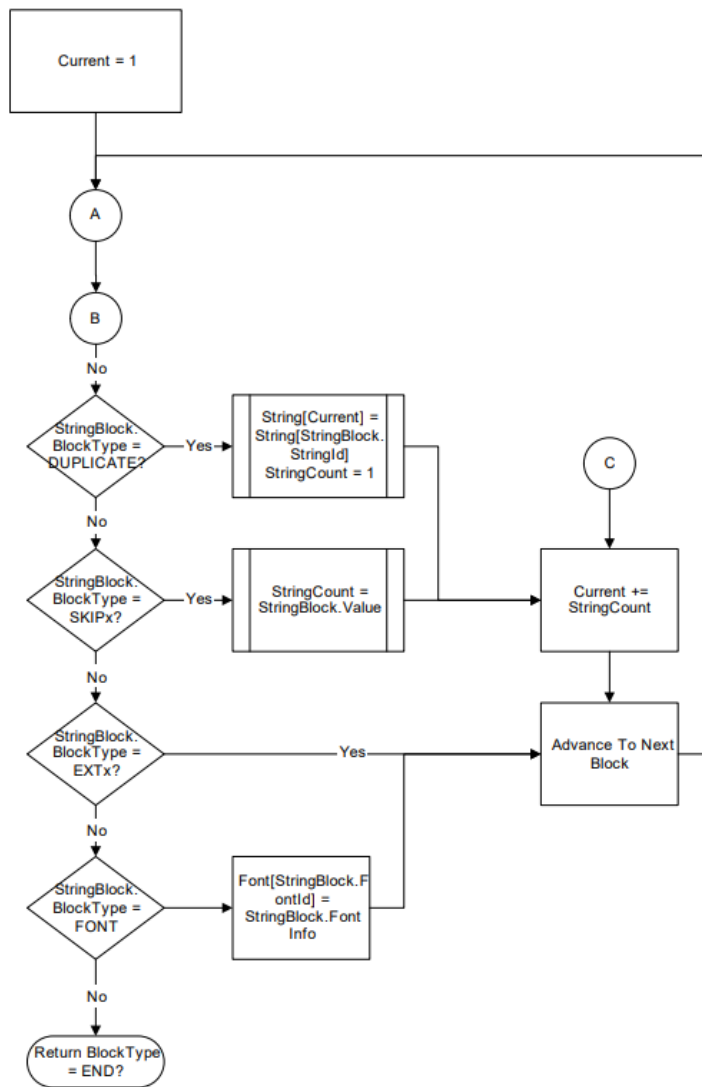 Current = 1
A
B
No
StringBlock.
BlockType =
DUPLICATE?
Yes
String[Current] =
String[StringBlock.
StringId]
StringCount = 1
C
No
StringBlock.
BlockType =
SKIPx?
Yes
StringCount =
StringBlock.Value
Current +=
StringCount
No
StringBlock.
BlockType =
EXTx?
Yes
Advance To Next
Block
No
StringBlock.
BlockType =
FONT
Font[StringBlock.F
ontId] =
StringBlock.Font
Info
No
Return BlockType
= END?